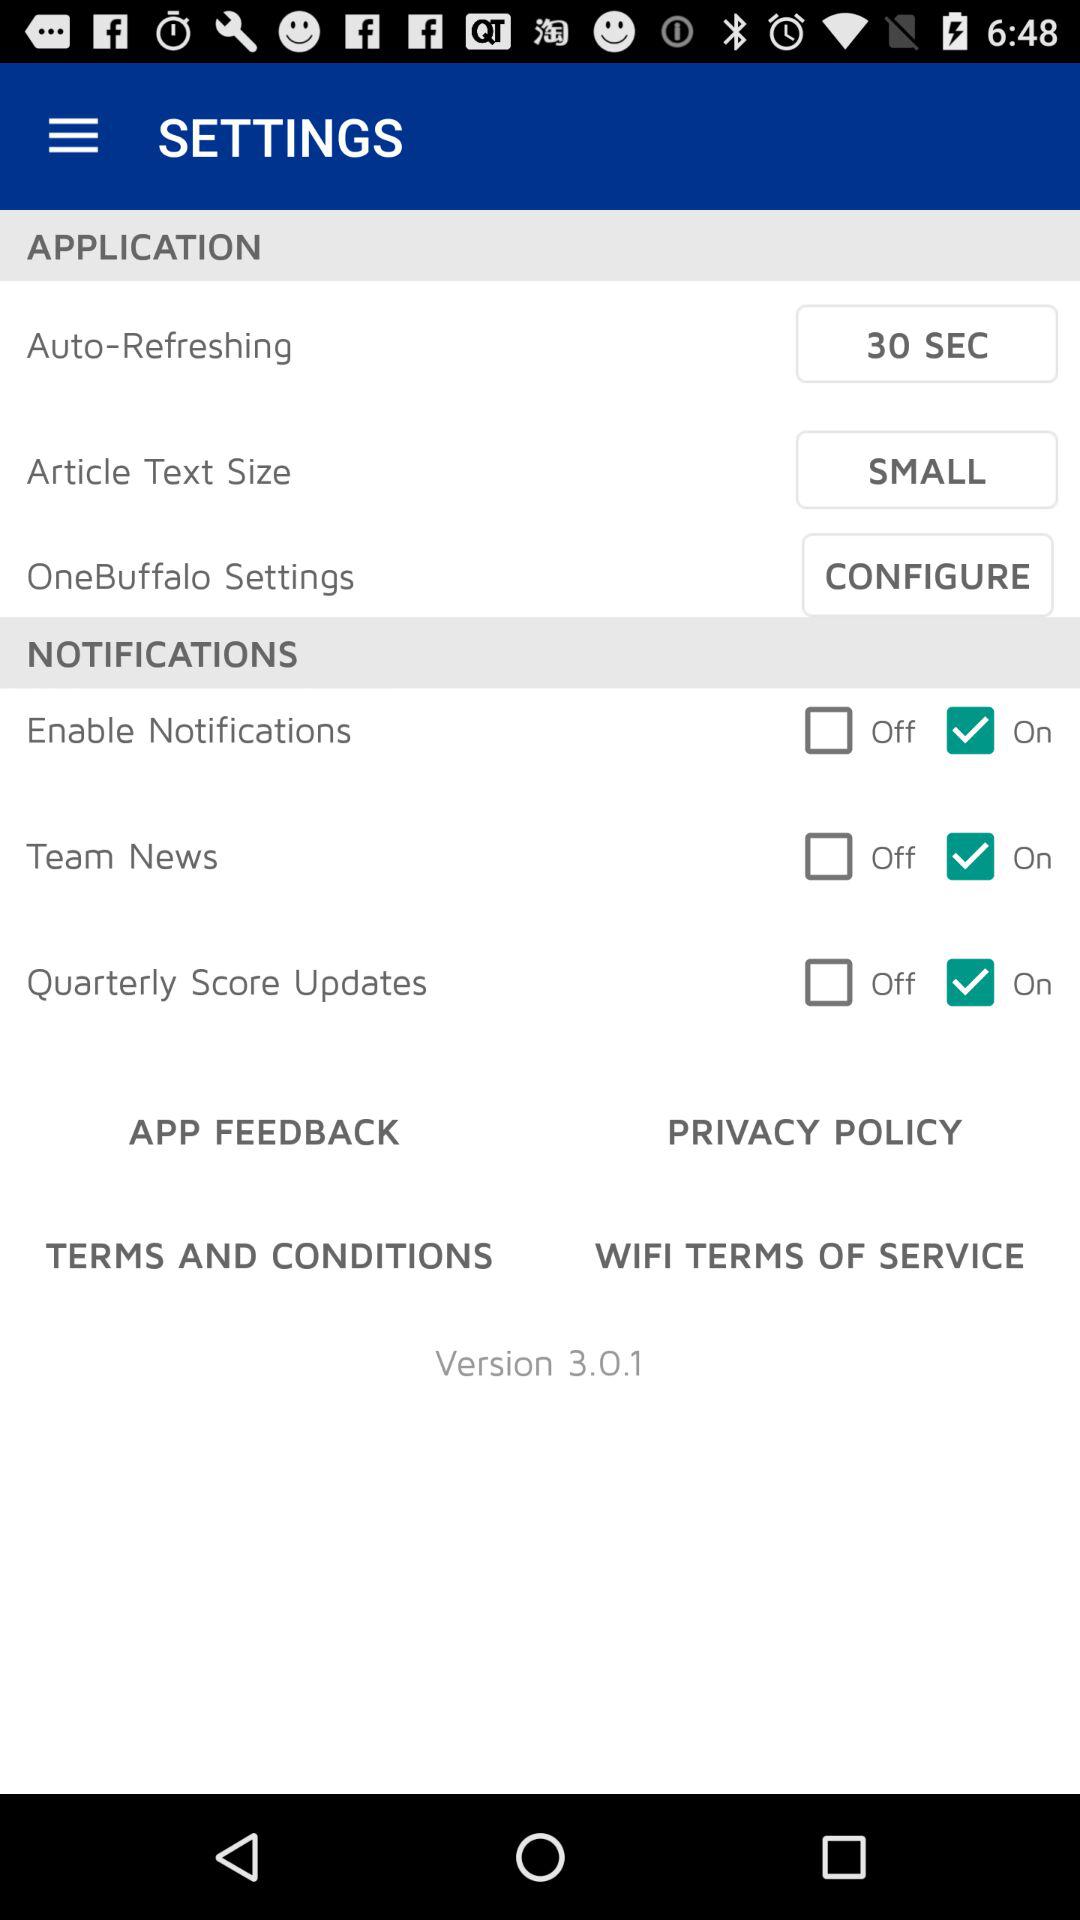 QT 淘 6:48
SETTINGS
APPLICATION
Auto-Refreshing 30 SEC
Article Text Size SMALL
OneBuffalo Settings CONFIGURE
NOTIFICATIONS
Enable Notifications Off On
Team News Off On
Quarterly Score Updates Off On
APP FEEDBACK PRIVACY POLICY
TERMS AND CONDITIONS WIFI TERMS OF SERVICE
Version 3.0.1